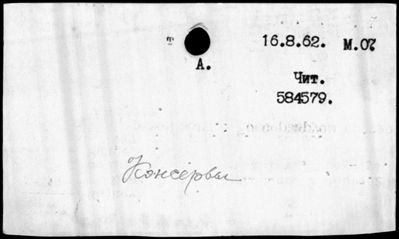 т 16.8.62. М.07
А.
Чит.
584579.
Консервы